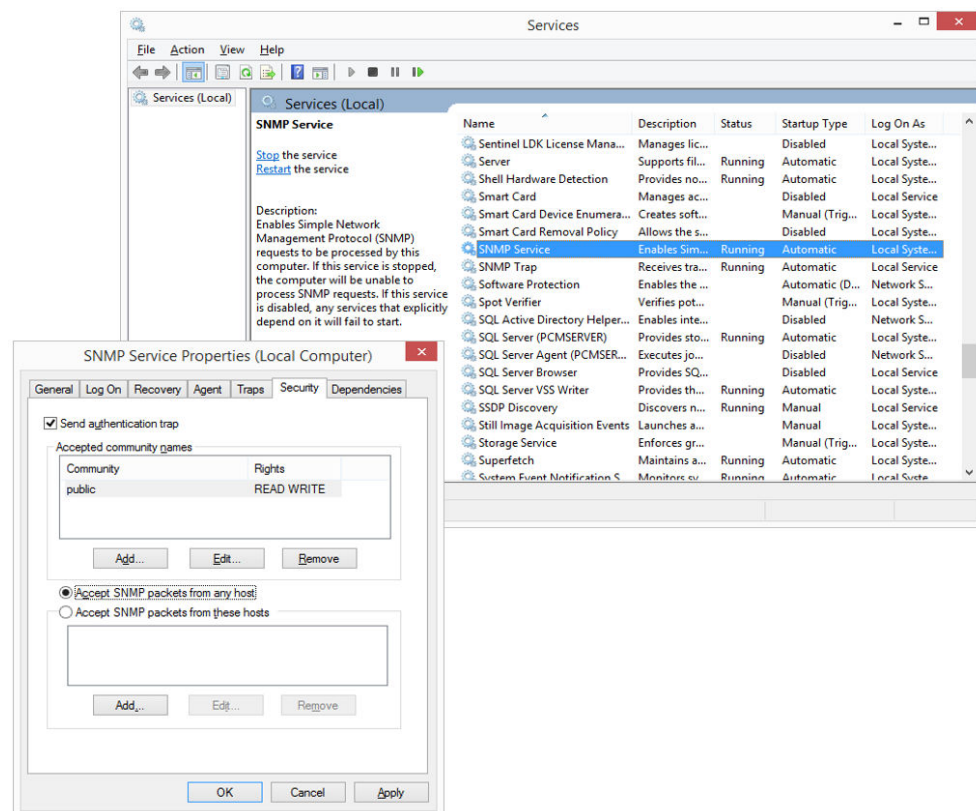 Services
File Action View Help
Services (Local)
Services (Local)
SNMP Service
Stop the service
Restart the service
Description:
Enables Simple Network
Management Protocol (SNMP)
requests to be processed by this
computer. If this service is stopped,
the computer will be unable to
process SNMP requests. If this service
is disabled, any services that explicitly
depend on it will fail to start.
Name Description Status Startup Type Log On As
Sentinel LDK License Mana... Manages lic... Disabled Local Syste...
Server Supports fil... Running Automatic Local Syste...
Shell Hardware Detection Provides no... Running Automatic Local Syste...
Smart Card Manages ac... Disabled Local Service
Smart Card Device Enumera... Creates soft... Manual (Trig... Local Syste...
Smart Card Removal Policy Allows the s... Disabled Local Syste...
SNMP Service Enables Sim... Running Automatic Local Syste...
SNMP Trap Receives tra... Running Automatic Local Service
Software Protection Enables the ... Automatic (D... Network S...
Spot Verifier Verifies pot... Manual (Trig... Local Syste...
SQL Active Directory Helper... Enables inte... Disabled Network S...
SQL Server (PCMSERVER) Provides sto... Running Automatic Local Syste...
SQL Server Agent (PCMSER... Executes jo... Disabled Network S...
SQL Server Browser Provides SQ... Disabled Local Service
SQL Server VSS Writer Provides th... Running Automatic Local Syste...
SSDP Discovery Discovers n... Running Manual Local Service
Still Image Acquisition Events Launches a... Manual Local Syste...
Storage Service Enforces gr... Manual (Trig... Local Syste...
Superfetch Maintains a... Running Automatic Local Syste...
System Event Notification S... Monitors sy... Running Automatic Local Syste...
SNMP Service Properties (Local Computer)
General Log On Recovery Agent Traps Security Dependencies
Send authentication trap
Accepted community names
Community Rights
public READ WRITE
Add... Edit... Remove
Accept SNMP packets from any host
Accept SNMP packets from these hosts
Add... Edit... Remove
OK Cancel Apply